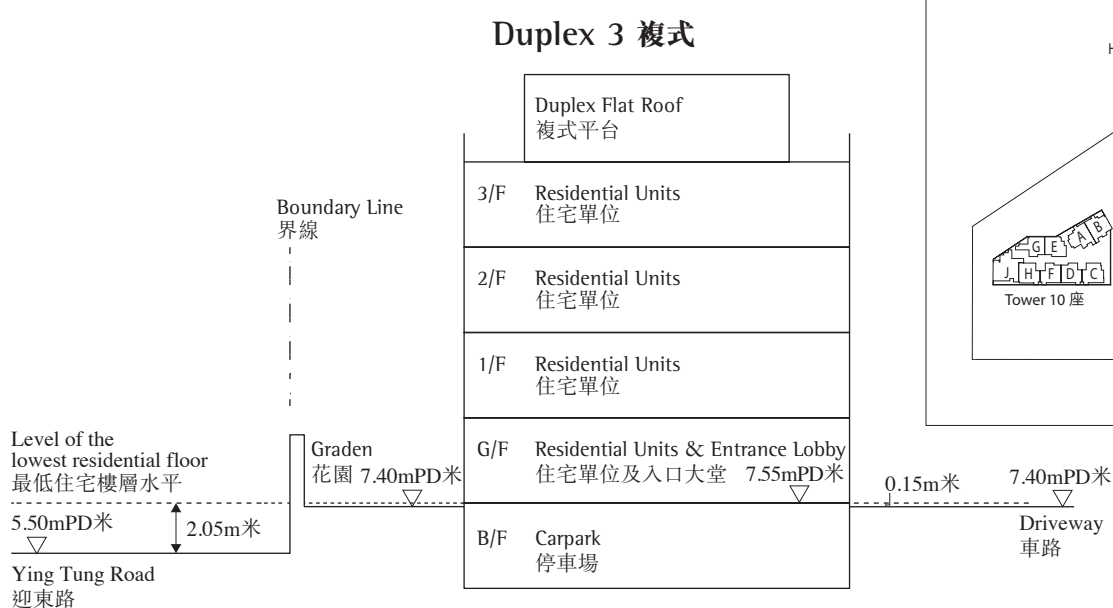 Duplex 3 複式
H
Duplex Flat Roof
複式平台
3/F Residential Units
住宅單位
Boundary Line
界線
2/F Residential Units
住宅單位
G E A B
J H F D C
Tower 10 座
1/F Residential Units
住宅單位
Level of the
lowest residential floor
最低住宅樓層水平
Graden
花園 7.40mPD米
G/F Residential Units & Entrance Lobby
住宅單位及入口大堂 7.55mPD米
0.15m米
7.40mPD米
5.50mPD米
2.05m米
Driveway
車路
B/F Carpark
停車場
Ying Tung Road
迎東路